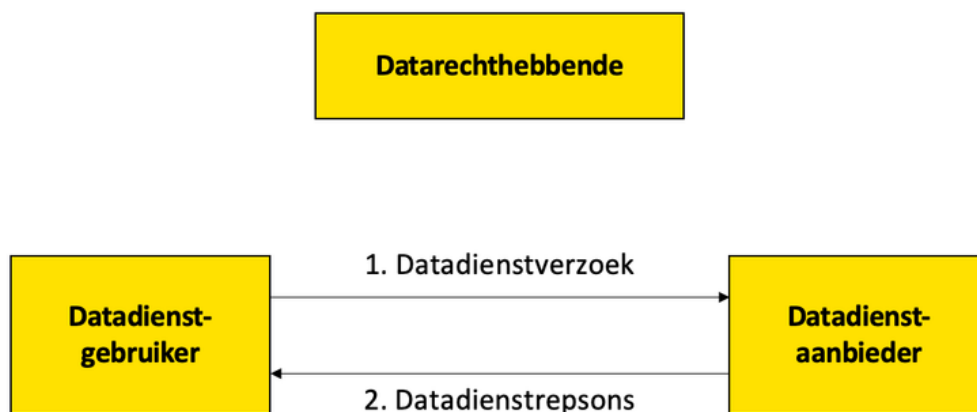 Datarechthebbende
1. Datadienstverzoek
Datadienst-
gebruiker
Datadienst-
aanbieder
2. Datadienstrepsons